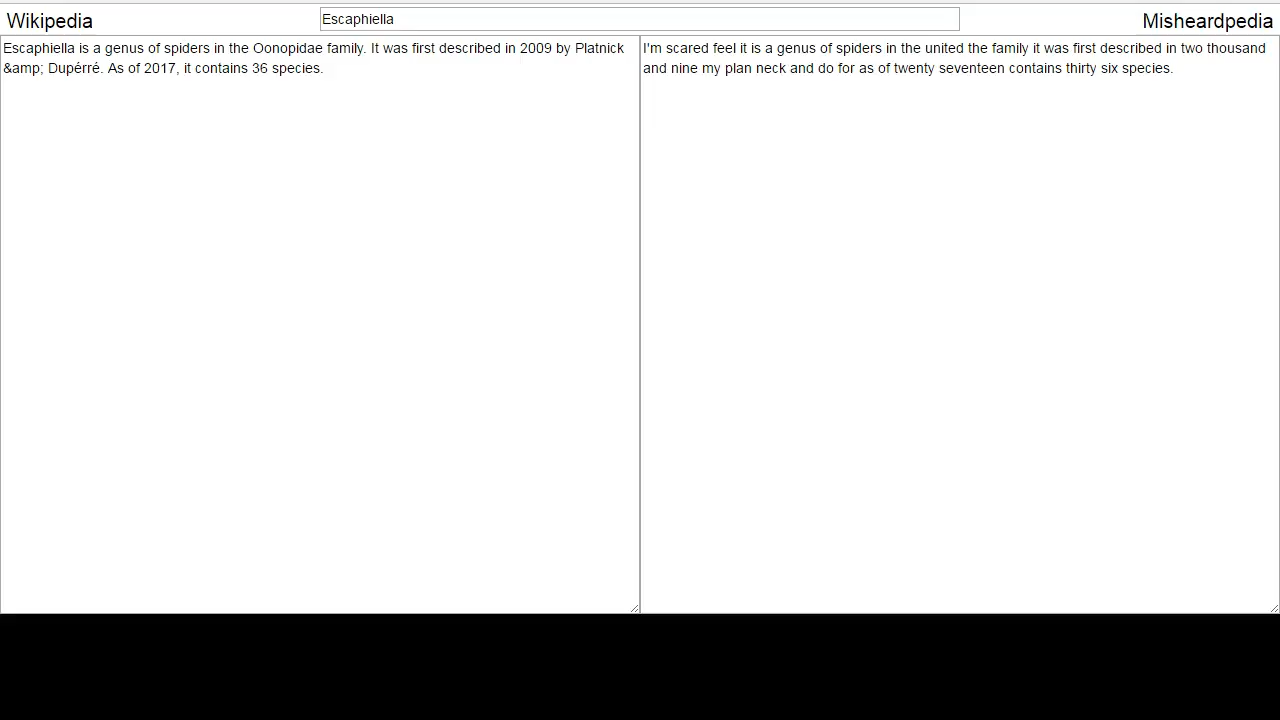 Wikipedia
Escaphiella
Misheardpedia
Escaphiella is a genus of spiders in the Oonopidae family. It was first described in 2009 by Platnick
&amp; Dupérré. As of 2017, it contains 36 species.
I'm scared feel it is a genus of spiders in the united the family it was first described in two thousand
and nine my plan neck and do for as of twenty seventeen contains thirty six species.